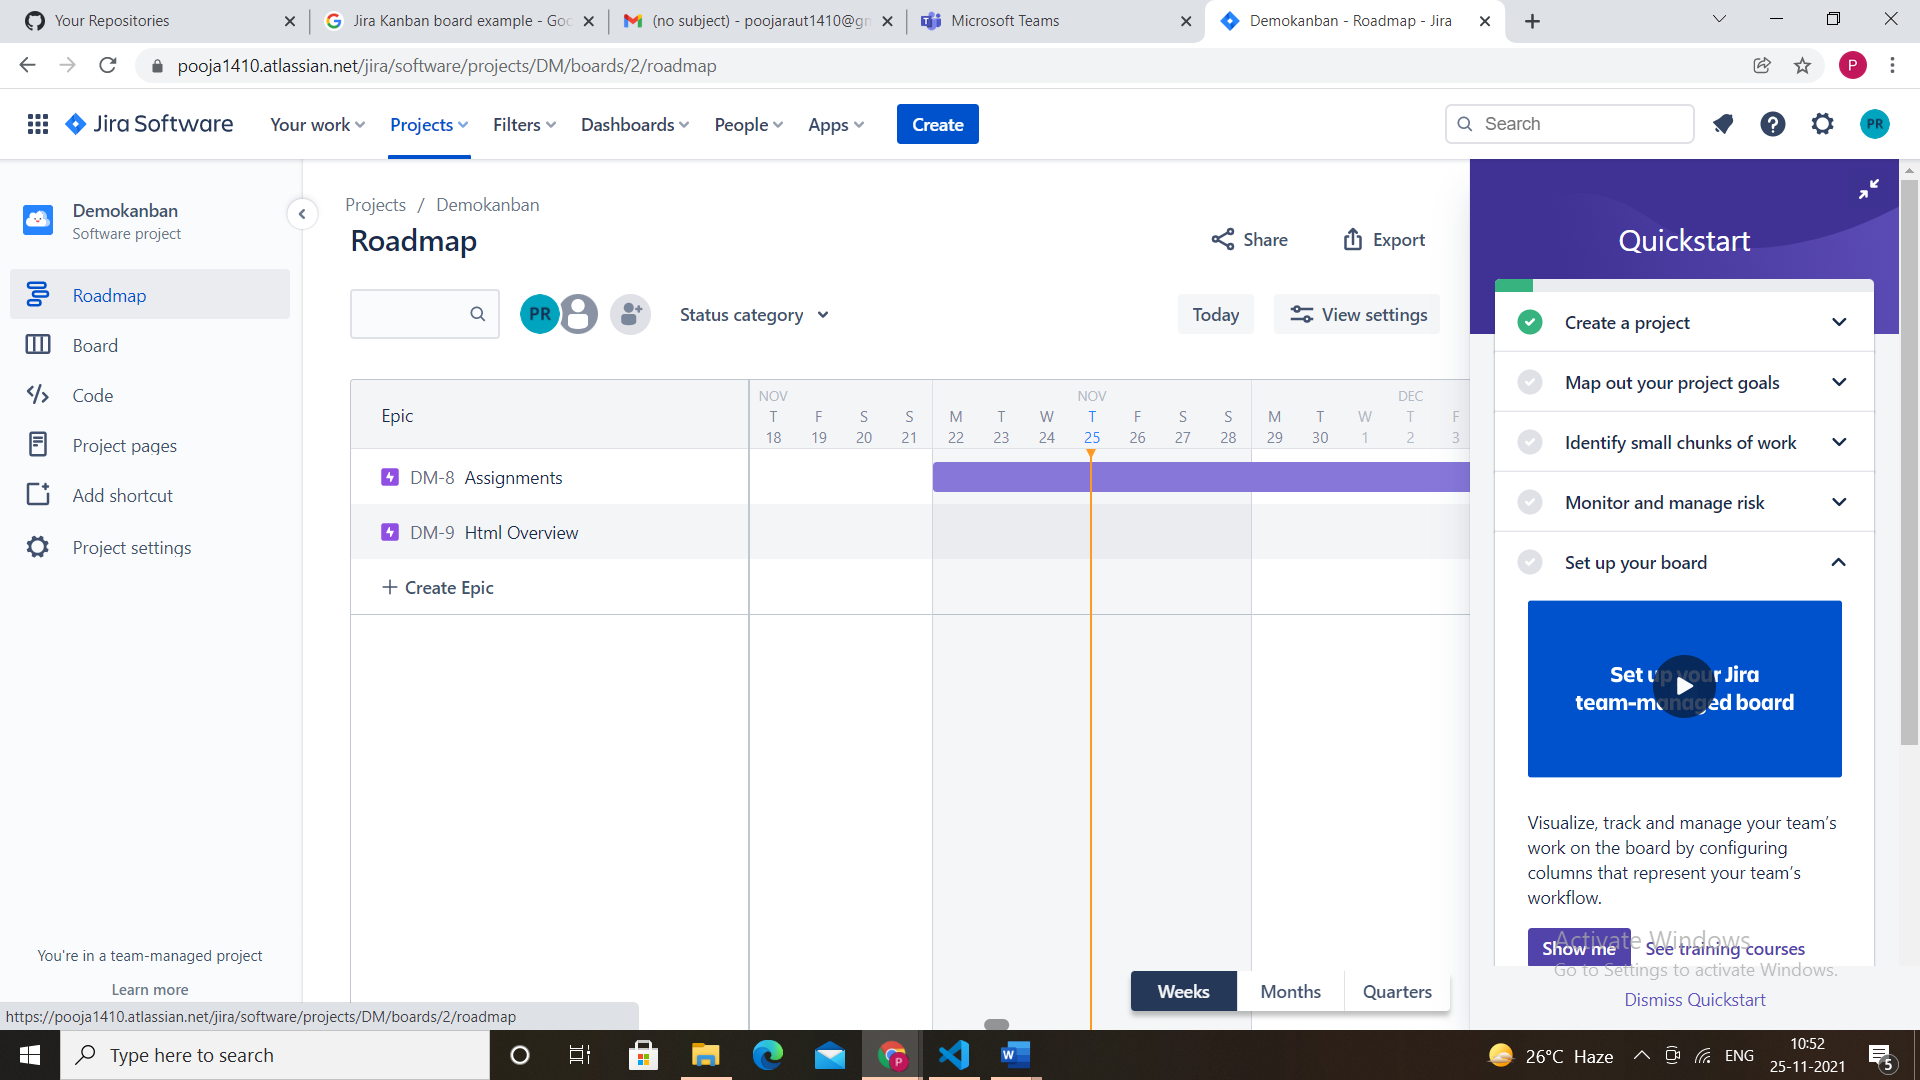 Your Repositories
Jira Kanban board example - Goo
(no subject) - poojaraut1410@gm
Microsoft Teams
Demokanban - Roadmap - Jira
pooja1410.atlassian.net/jira/software/projects/DM/boards/2/roadmap
P
Jira Software
Your work
Projects
Filters
Dashboards
People
Apps
Create
Search
PR
Demokanban
Software project
Roadmap
Board
Code
Project pages
Add shortcut
Project settings
You're in a team-managed project
Learn more
Projects / Demokanban
Roadmap
Share
Export
PR
Status category
Today
View settings
Epic
NOV NOV DEC
T F S S M T W T F S S M T W T F
18 19 20 21 22 23 24 25 26 27 28 29 30 1 2 3
DM-8 Assignments
DM-9 Html Overview
+ Create Epic
Weeks
Months
Quarters
Quickstart
Create a project
Map out your project goals
Identify small chunks of work
Monitor and manage risk
Set up your board
Set up your Jira
team-managed board
Visualize, track and manage your team's
work on the board by configuring
columns that represent your team's
workflow.
Show me
See training courses
Activate Windows
Go to Settings to activate Windows.
Dismiss Quickstart
https://pooja1410.atlassian.net/jira/software/projects/DM/boards/2/roadmap
Type here to search
26°C Haze
ENG
10:52
25-11-2021
5